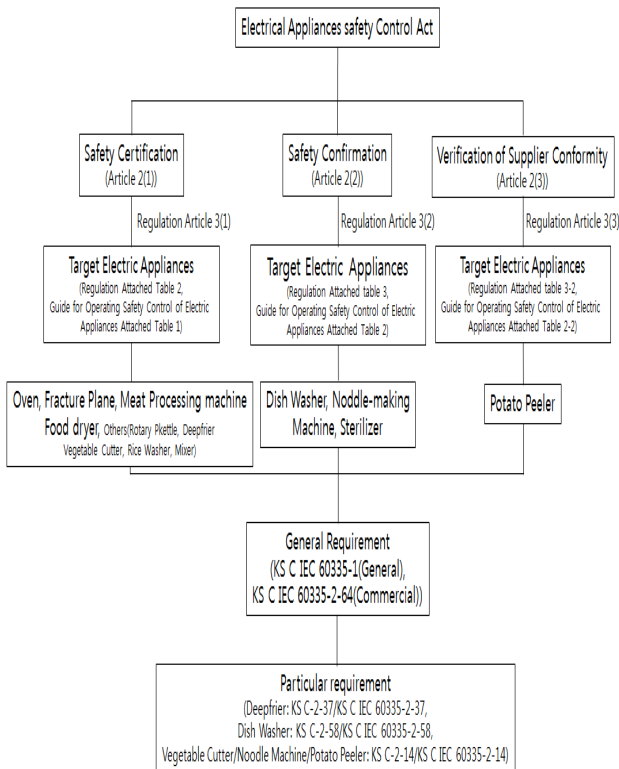 Electrical Appliances safety Control Act
Safety Certification
(Article 2(1))
Safety Confirmation
(Article 2(2))
Verification of Supplier Conformity
(Article 2(3))
Regulation Article 3(1)
Regulation Article 3(2)
Regulation Article 3(3)
Target Electric Appliances
(Regulation Attached Table 2,
Guide for Operating Safety Control of Electric
Appliances Attached Table 1)
Target Electric Appliances
(Regulation Attached table 3,
Guide for Operating Safety Control of Electric
Appliances Attached Table 2)
Target Electric Appliances
(Regulation Attached table 3-2,
Guide for Operating Safety Control of Electric
Appliances Attached Table 2-2)
Oven, Fracture Plane, Meat Processing machine
Food dryer, Others(Rotary Pkettle, Deepfrier
Vegetable Cutter, Rice Washer, Mixer)
Dish Washer, Noddle-making
Machine, Sterilizer
Potato Peeler
General Requirement
(KS C IEC 60335-1(General),
KS C IEC 60335-2-64(Commercial))
Particular requirement
(Deepfrier: KS C-2-37/KS C IEC 60335-2-37,
Dish Washer: KS C-2-58/KS C IEC 60335-2-58,
Vegetable Cutter/Noodle Machine/Potato Peeler: KS C-2-14/KS C IEC 60335-2-14)